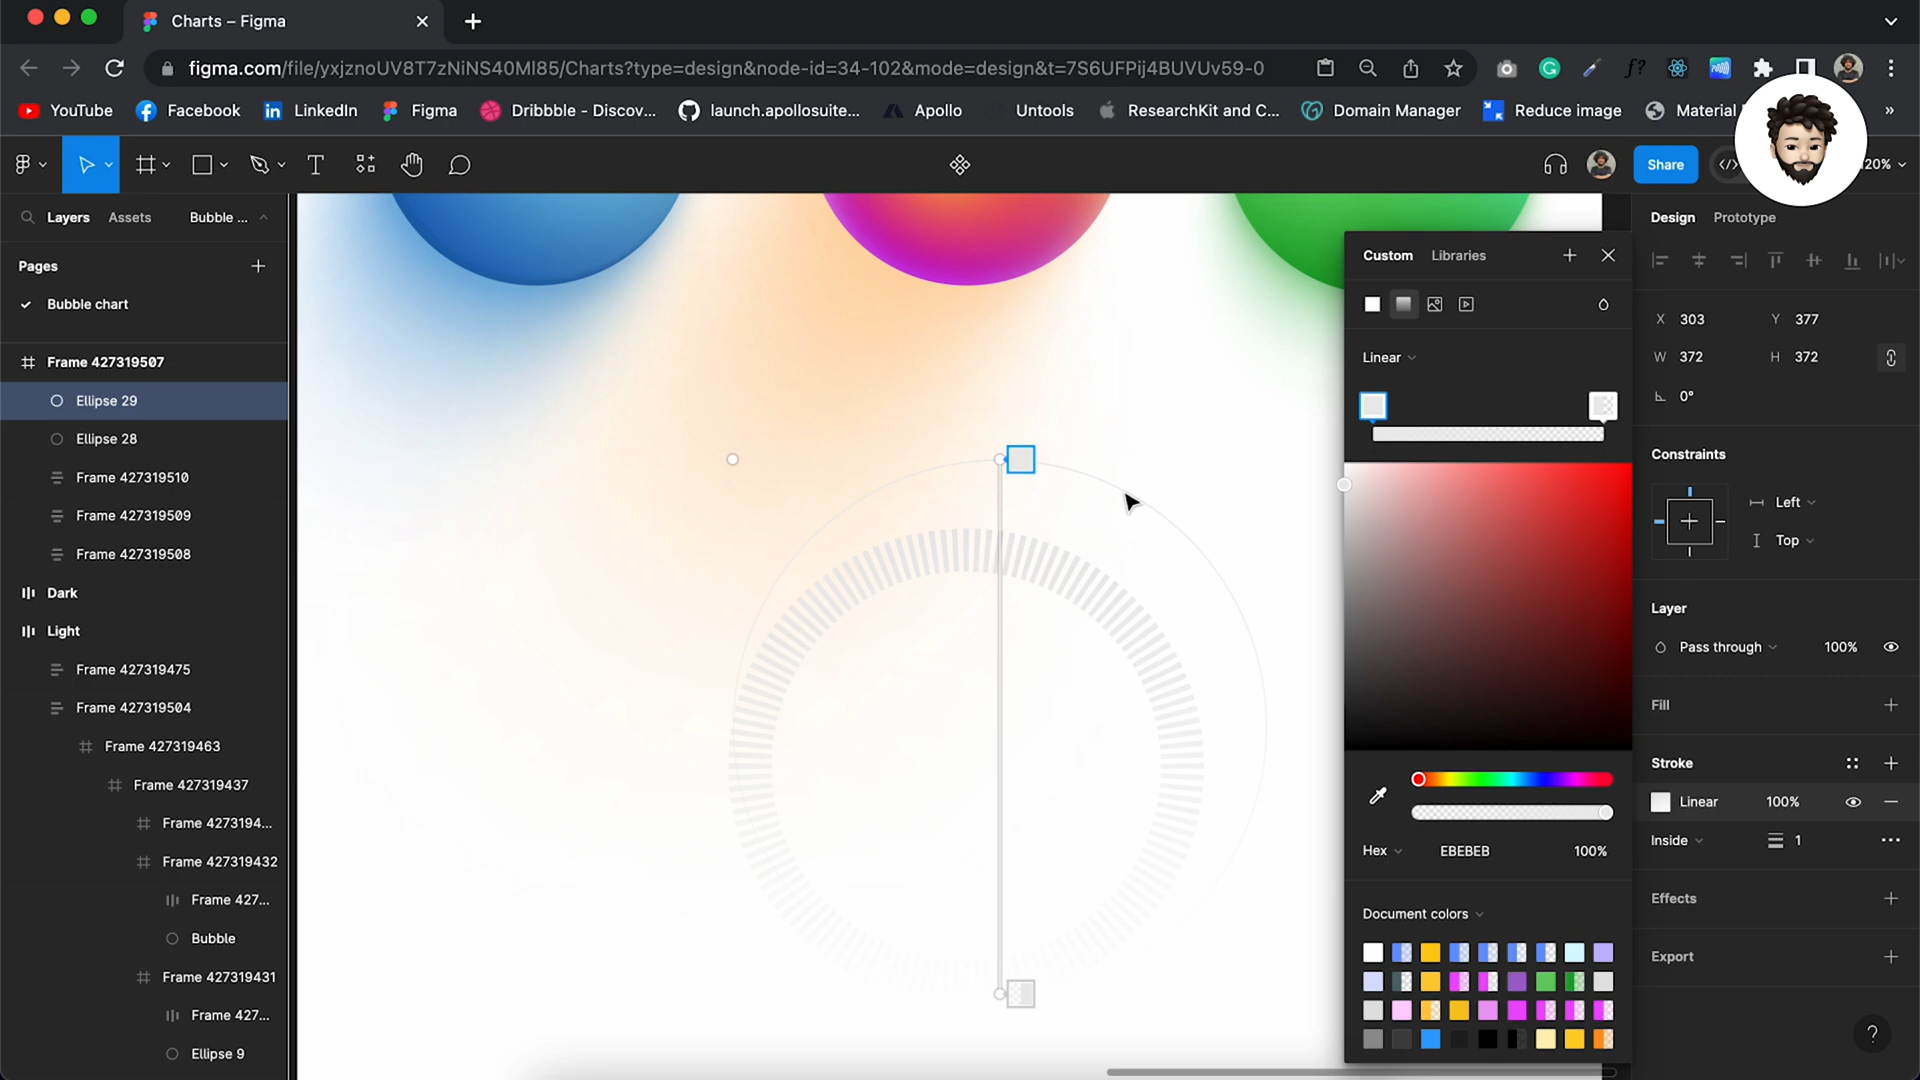 Charts – Figma
figma.com/file/yxjznoUV8T7zNiNS40Ml85/Charts?type=design&node-id=34-102&mode=design&t=7S6UFPij4BUVUv59-0
YouTube Facebook LinkedIn Figma Dribbble - Discov... launch.apollosuite... Apollo Untools ResearchKit and C... Domain Manager Reduce image Material
Share 20%
Layers Assets Bubble ...
Pages
Bubble chart
Frame 427319507
Ellipse 29
Ellipse 28
Frame 427319510
Frame 427319509
Frame 427319508
Dark
Light
Frame 427319475
Frame 427319504
Frame 427319463
Frame 427319437
Frame 4273194...
Frame 427319432
Frame 427...
Bubble
Frame 427319431
Frame 427...
Ellipse 9
Custom Libraries
Linear
Hex EBEBEB 100%
Document colors
Design Prototype
X 303 Y 377
W 372 H 372
0°
Constraints
Left
Top
Layer
Pass through 100%
Fill
Stroke
Linear 100%
Inside 1
Effects
Export
?